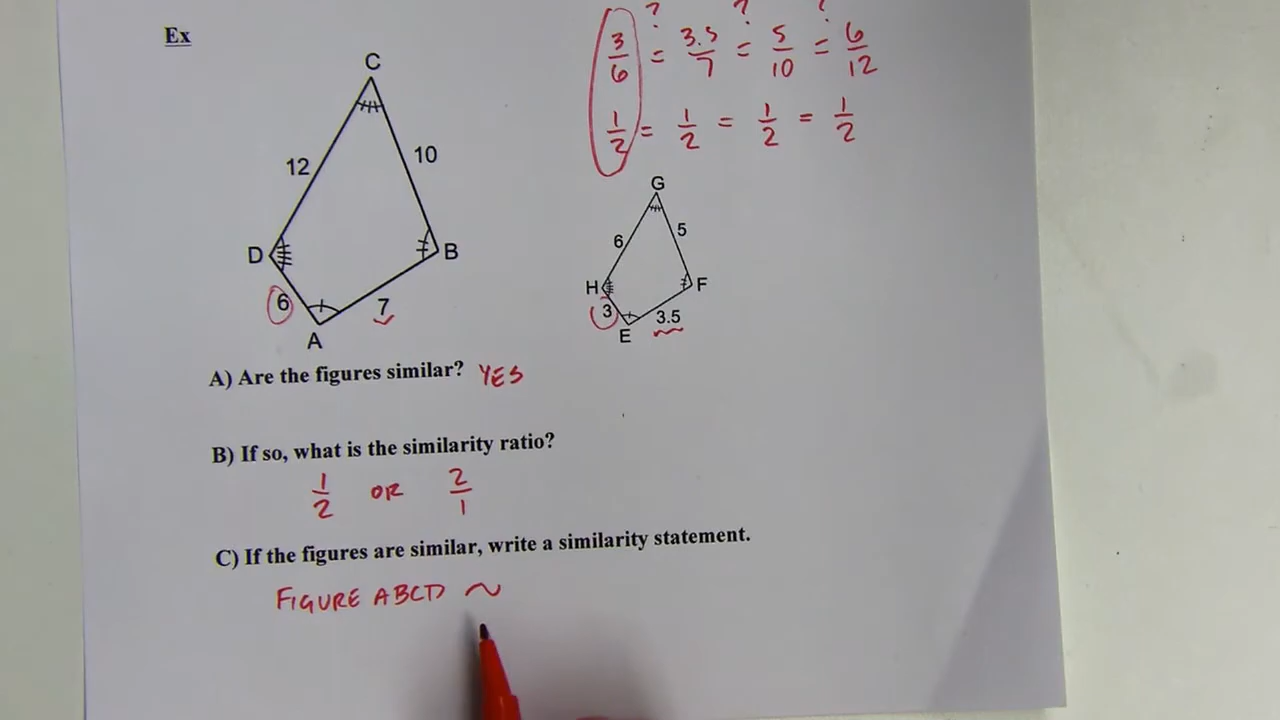 Ex
? ? ?
3/6 = 3.5/7 = 5/10 = 6/12
1/2 = 1/2 = 1/2 = 1/2
C
12 10
D B
6 7
A
G
6 5
H F
3 3.5
E
A) Are the figures similar? YES
B) If so, what is the similarity ratio?
1/2 OR 2/1
C) If the figures are similar, write a similarity statement.
FIGURE ABCD ~